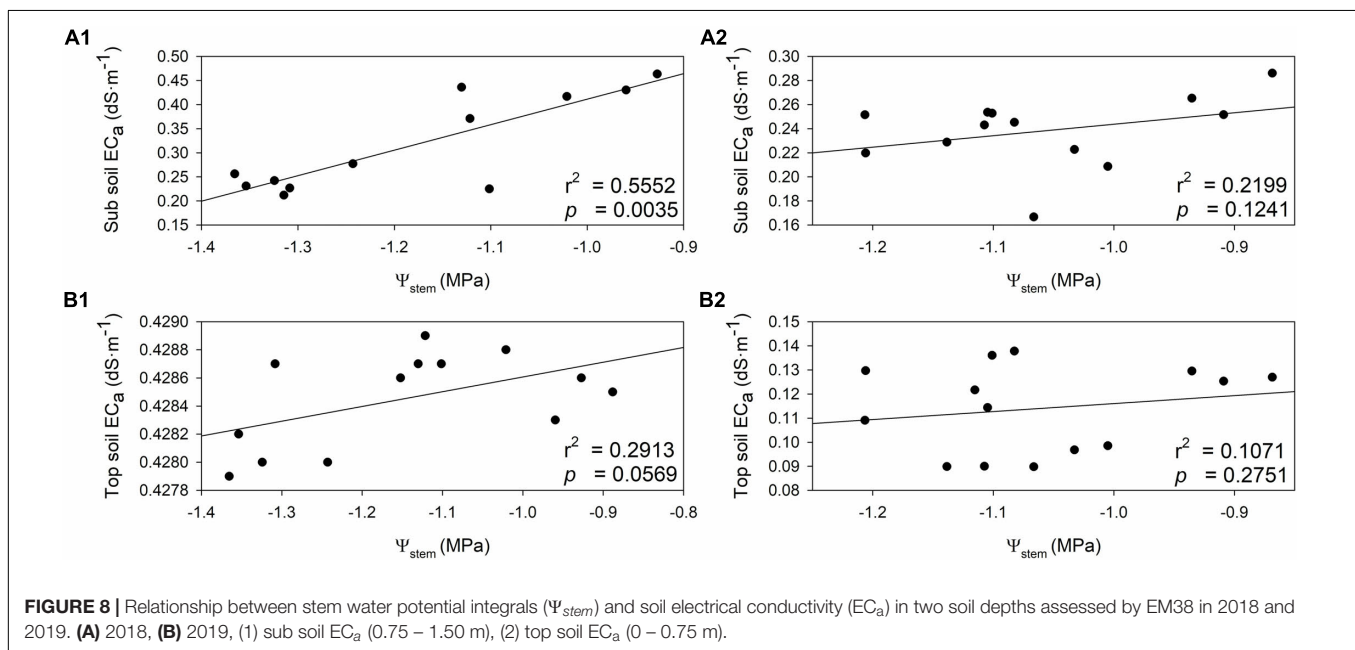 A1
0.50
0.45
0.40
0.35
0.30
0.25
0.20
0.15
Sub soil ECa (dS·m⁻¹)
r² = 0.5552
p = 0.0035
-1.4 -1.3 -1.2 -1.1 -1.0 -0.9
Ψstem (MPa)
A2
0.30
0.28
0.26
0.24
0.22
0.20
0.18
0.16
Sub soil ECa (dS·m⁻¹)
r² = 0.2199
p = 0.1241
-1.2 -1.1 -1.0 -0.9
Ψstem (MPa)
B1
0.4290
0.4288
0.4286
0.4284
0.4282
0.4280
0.4278
Top soil ECa (dS·m⁻¹)
r² = 0.2913
p = 0.0569
-1.4 -1.3 -1.2 -1.1 -1.0 -0.9 -0.8
Ψstem (MPa)
B2
0.15
0.14
0.13
0.12
0.11
0.10
0.09
0.08
Top soil ECa (dS·m⁻¹)
r² = 0.1071
p = 0.2751
-1.2 -1.1 -1.0 -0.9
Ψstem (MPa)
FIGURE 8 | Relationship between stem water potential integrals (Ψstem) and soil electrical conductivity (ECa) in two soil depths assessed by EM38 in 2018 and
2019. (A) 2018, (B) 2019, (1) sub soil ECa (0.75 – 1.50 m), (2) top soil ECa (0 – 0.75 m).